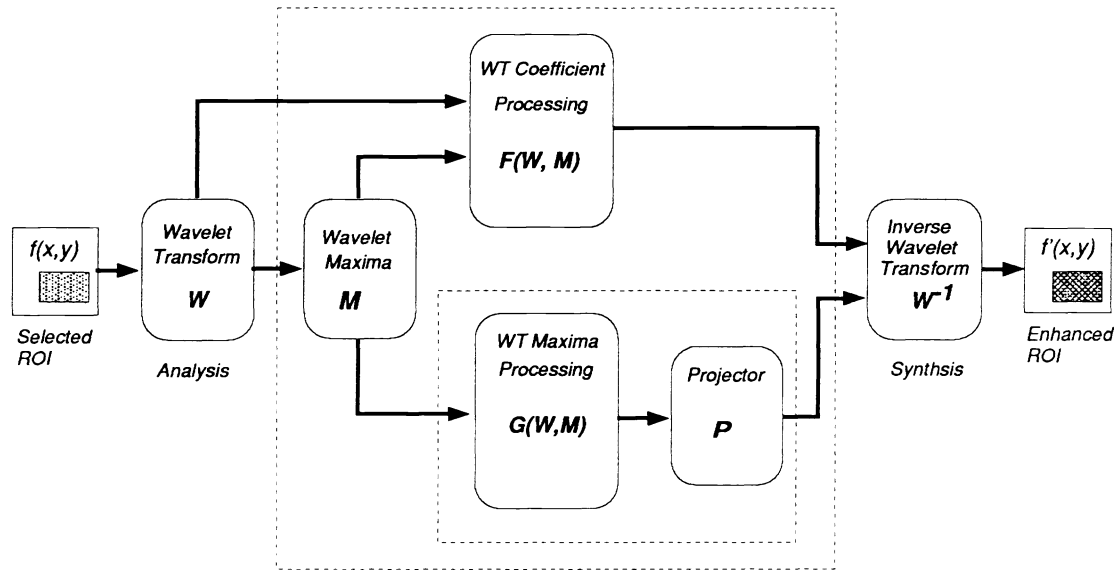 f(x,y)
Selected
ROI
Wavelet
Transform
W
Analysis
Wavelet
Maxima
M
WT Coefficient
Processing
F(W, M)
WT Maxima
Processing
G(W,M)
Projector
P
Inverse
Wavelet
Transform
W⁻¹
Synthsis
f'(x,y)
Enhanced
ROI